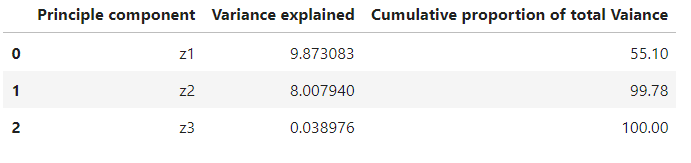 Principle component Variance explained Cumulative proportion of total Vaiance
0 z1 9.873083 55.10
1 z2 8.007940 99.78
2 z3 0.038976 100.00